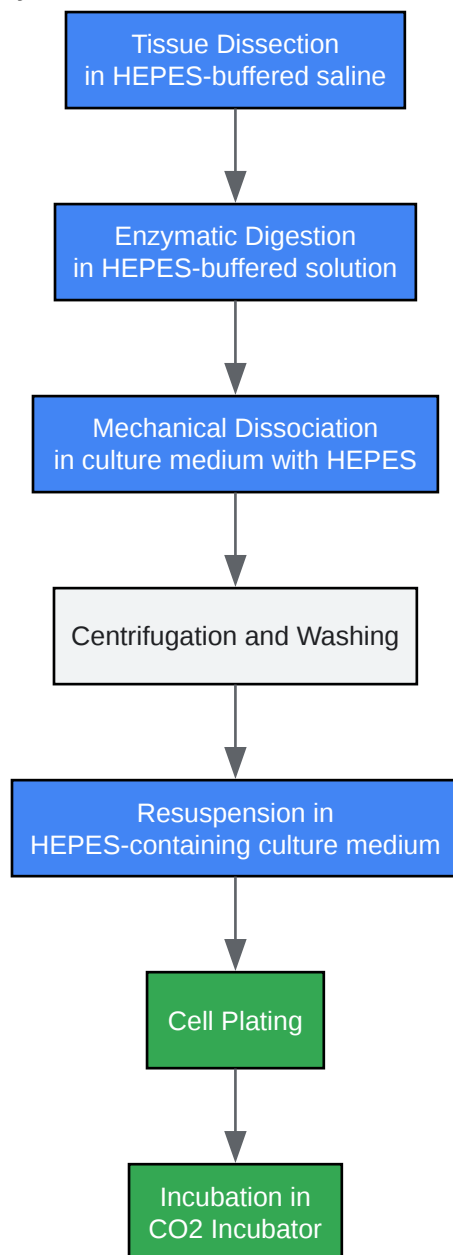 Tissue Dissection
in HEPES-buffered saline
Enzymatic Digestion
in HEPES-buffered solution
Mechanical Dissociation
in culture medium with HEPES
Centrifugation and Washing
Resuspension in
HEPES-containing culture medium
Cell Plating
Incubation in
CO2 Incubator